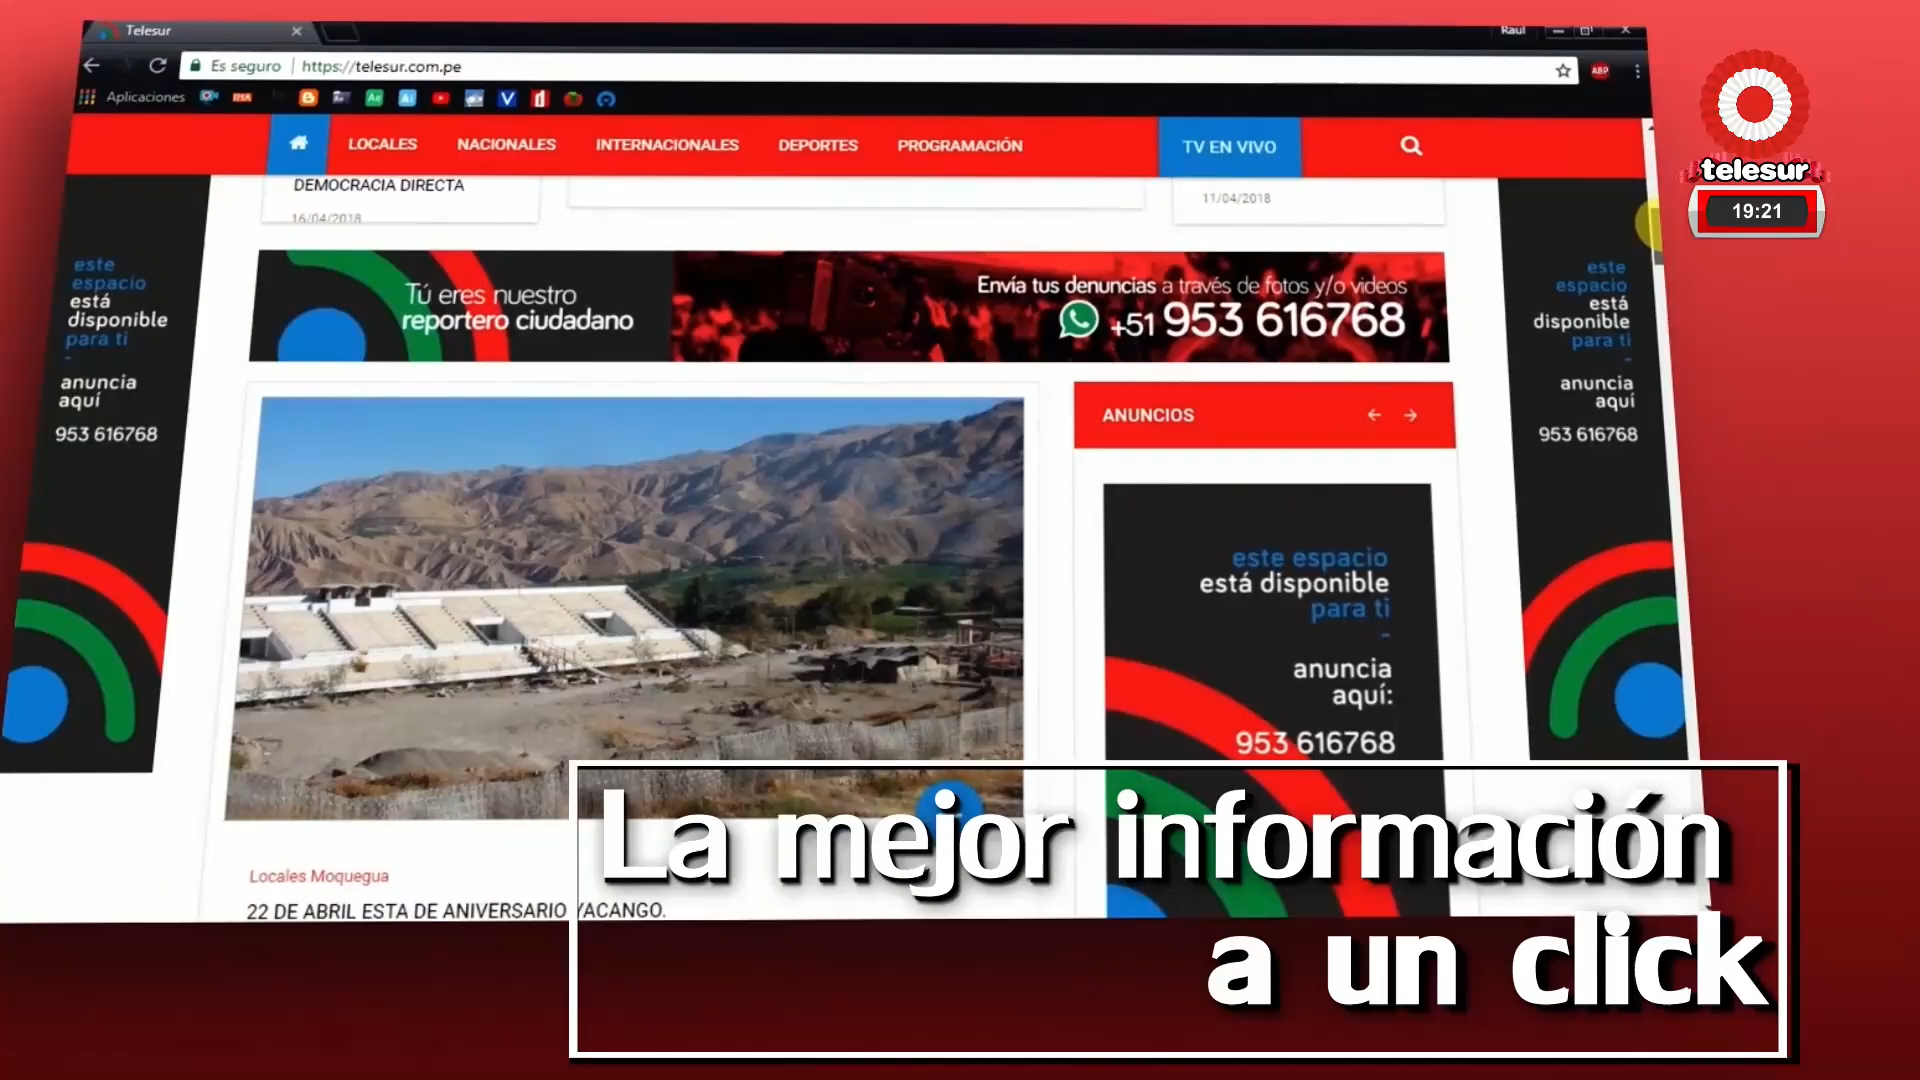 Telesur
Raul
Es seguro
https://telesur.com.pe
ABP
Aplicaciones
LOCALES
NACIONALES
INTERNACIONALES
DEPORTES
PROGRAMACIÓN
TV EN VIVO
telesur
19:21
DEMOCRACIA DIRECTA
16/04/2018
11/04/2018
este
espacio
está
disponible
para ti
-
anuncia
aquí
953 616768
Tú eres nuestro
reportero ciudadano
Envía tus denuncias a través de fotos y/o videos
+51 953 616768
este
espacio
está
disponible
para ti
-
anuncia
aquí
953 616768
ANUNCIOS
este espacio
está disponible
para ti
-
anuncia
aquí:
953 616768
Locales Moquegua
22 DE ABRIL ESTA DE ANIVERSARIO YACANGO.
La mejor información
a un click